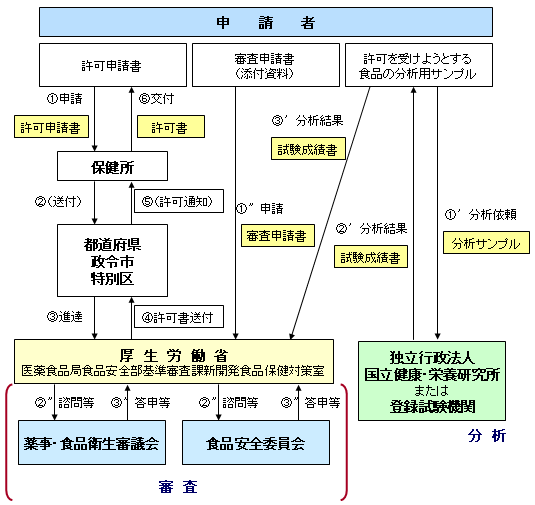 申 請 者
許可申請書
審査申請書
(添付資料)
許可を受けようとする
食品の分析用サンプル
①申請
⑥交付
許可申請書
許可書
③′分析結果
試験成績書
保健所
②(送付)
⑤(許可通知)
①″申請
審査申請書
②′分析結果
試験成績書
①′分析依頼
分析サンプル
都道府県
政令市
特別区
③進達
④許可書送付
厚 生 労 働 省
医薬食品局食品安全部基準審査課新開発食品保健対策室
独立行政法人
国立健康・栄養研究所
または
登録試験機関
②″諮問等
③″答申等
②″諮問等
③″答申等
薬事・食品衛生審議会
食品安全委員会
分 析
審 査